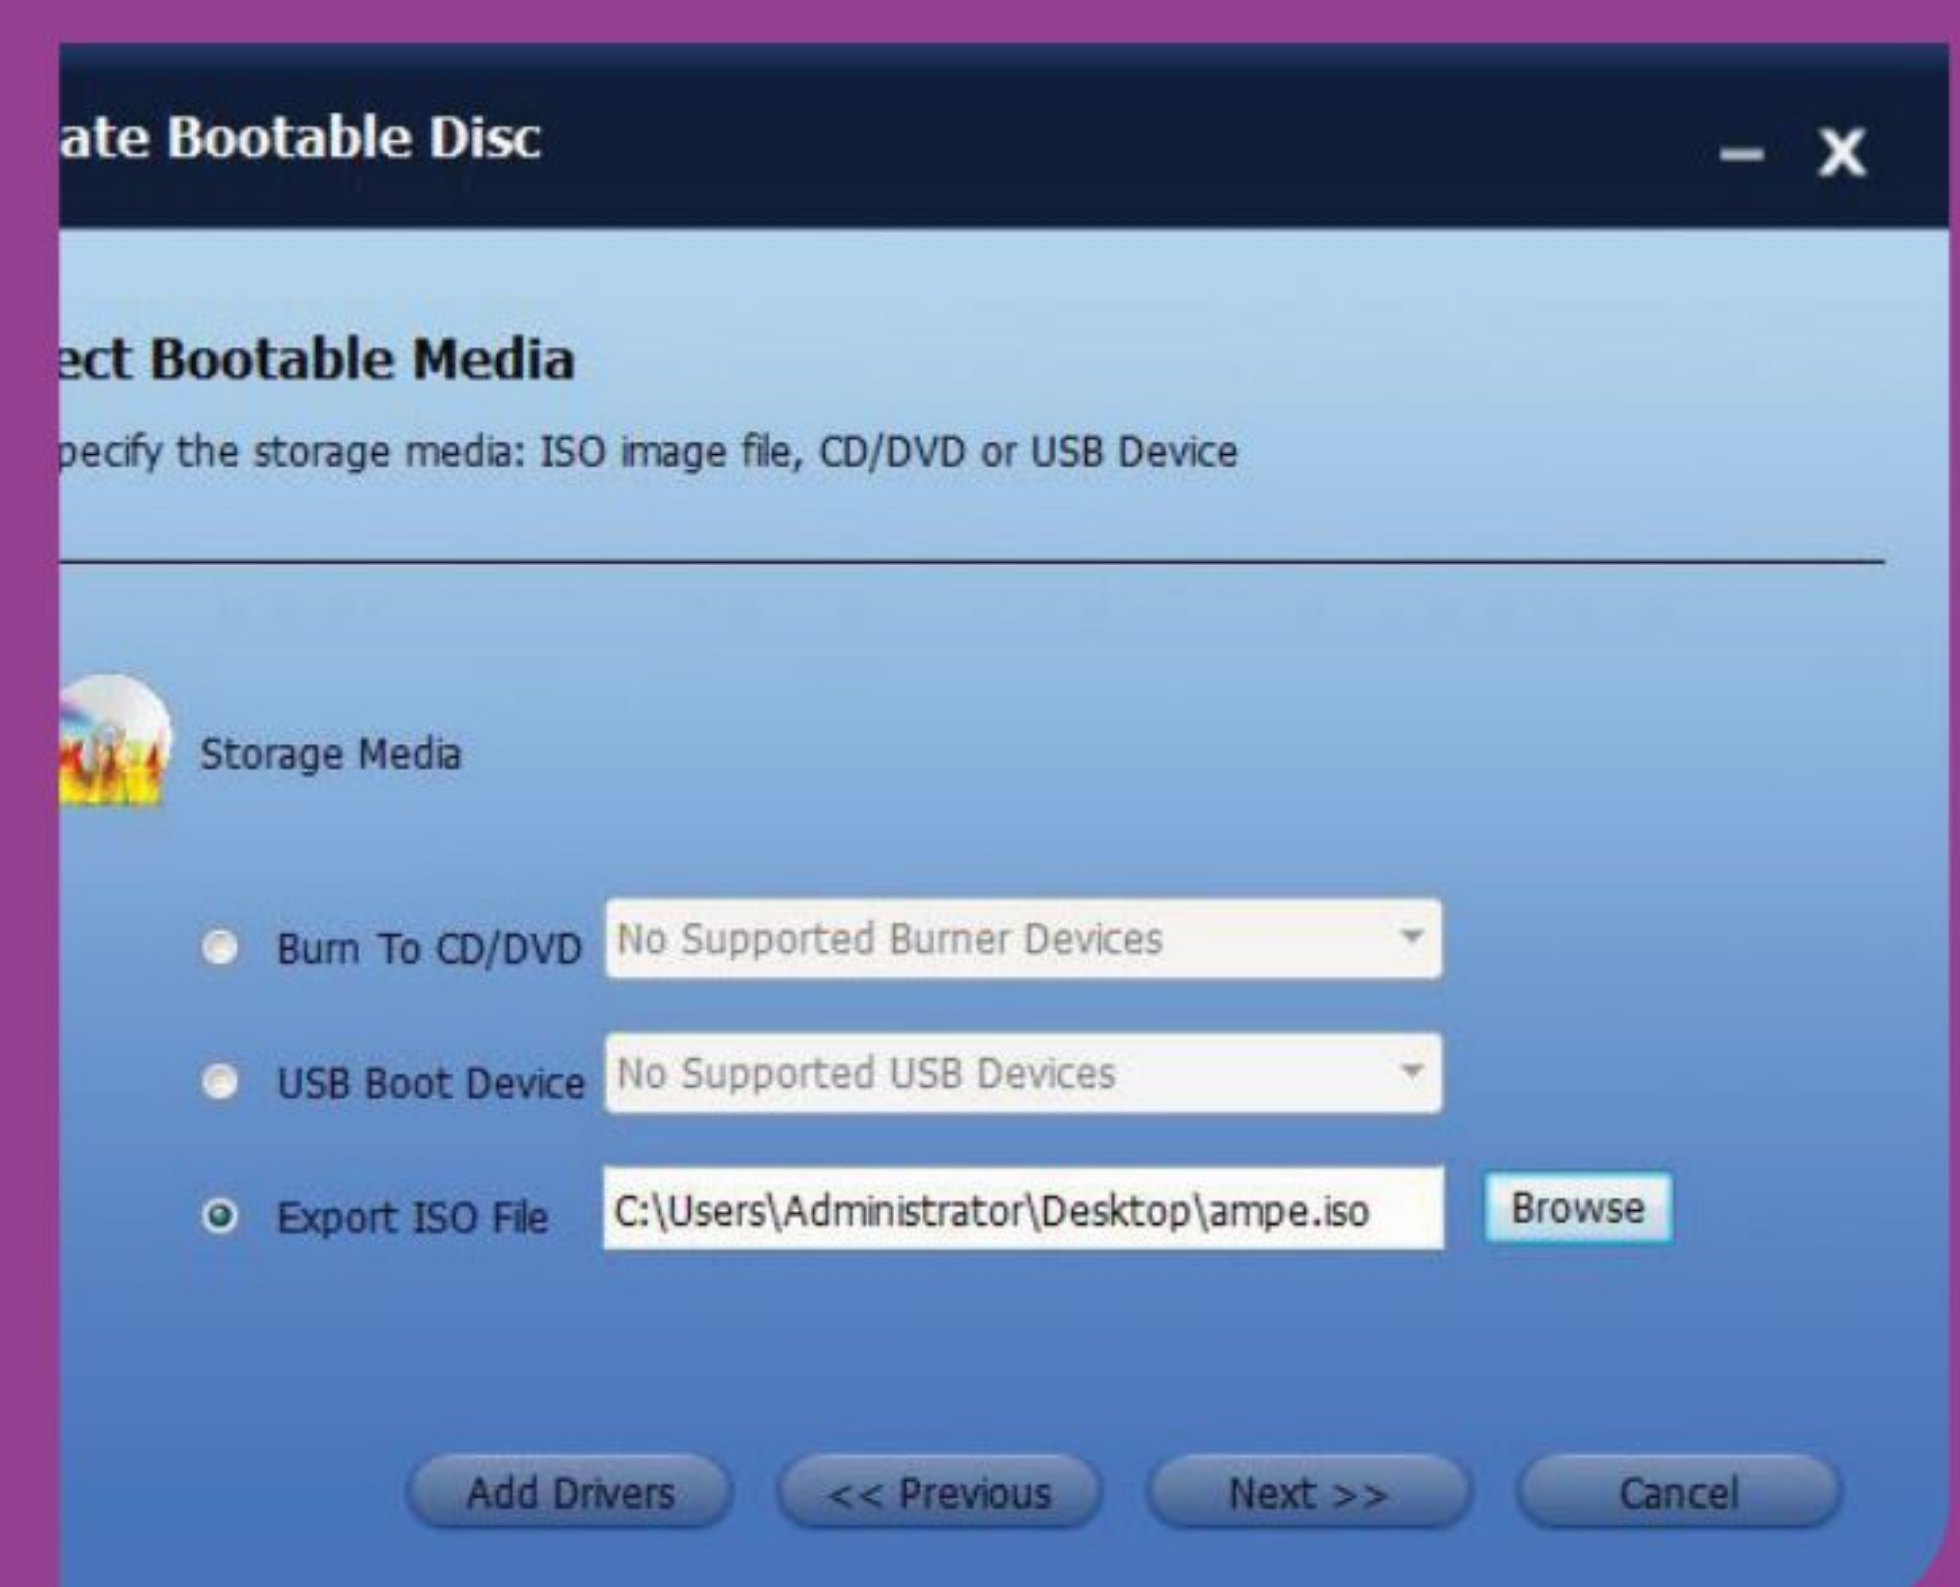 ate Bootable Disc
ect Bootable Media
pecify the storage media: ISO image file, CD/DVD or USB Device
Storage Media
Burn To CD/DVD No Supported Burner Devices
USB Boot Device No Supported USB Devices
Export ISO File C:\Users\Administrator\Desktop\ampe.iso Browse
Add Drivers << Previous Next >> Cancel